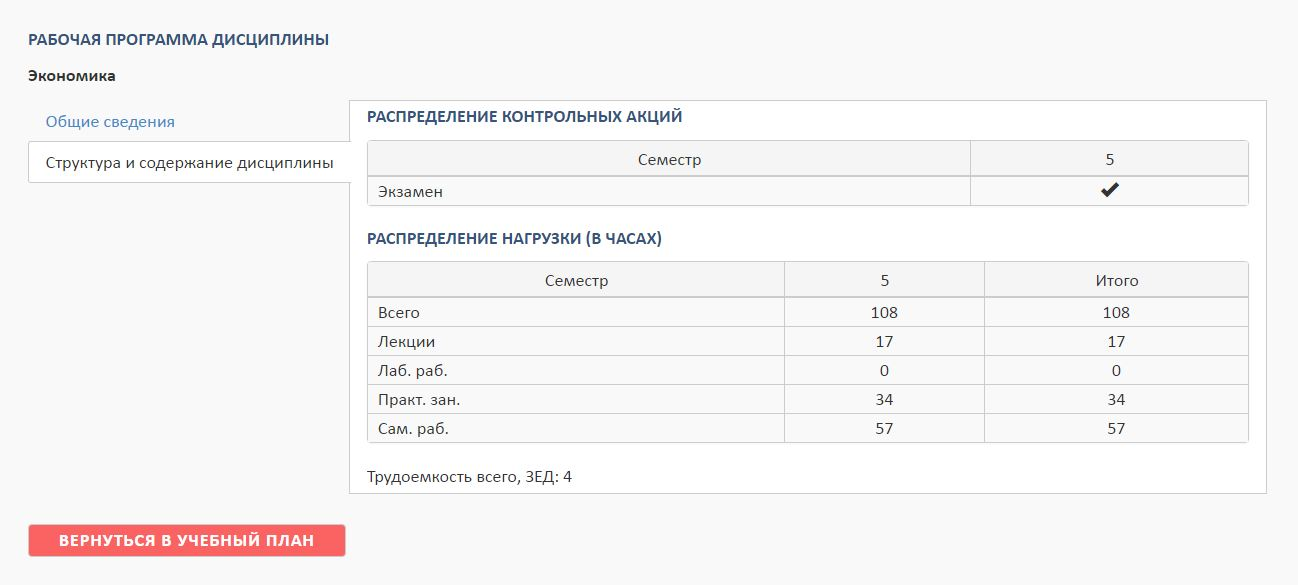 РАБОЧАЯ ПРОГРАММА ДИСЦИПЛИНЫ
Экономика
Общие сведения
Структура и содержание дисциплины
РАСПРЕДЕЛЕНИЕ КОНТРОЛЬНЫХ АКЦИЙ
Семестр 5
Экзамен ✔
РАСПРЕДЕЛЕНИЕ НАГРУЗКИ (В ЧАСАХ)
Семестр 5 Итого
Всего 108 108
Лекции 17 17
Лаб. раб. 0 0
Практ. зан. 34 34
Сам. раб. 57 57
Трудоемкость всего, ЗЕД: 4
ВЕРНУТЬСЯ В УЧЕБНЫЙ ПЛАН